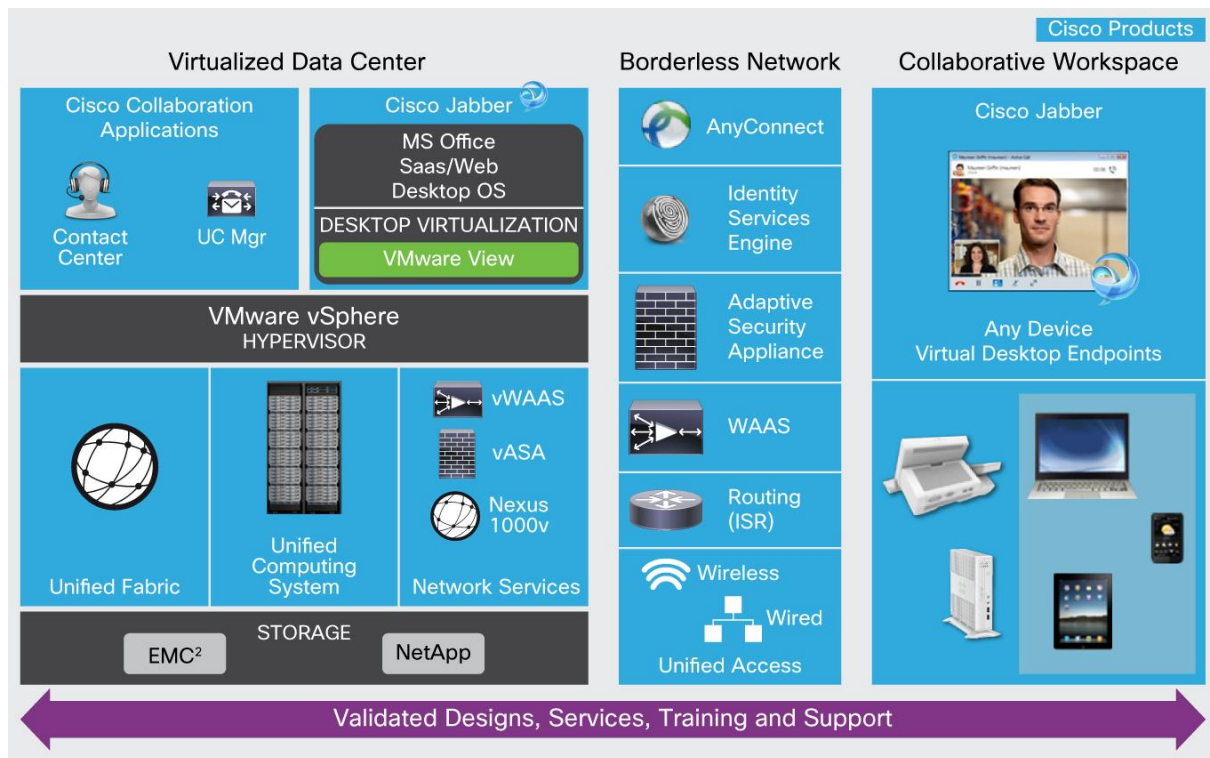 Cisco Products
Virtualized Data Center
Cisco Collaboration
Applications
Contact
Center
UC Mgr
Cisco Jabber
MS Office
Saas/Web
Desktop OS
DESKTOP VIRTUALIZATION
VMware View
VMware vSphere
HYPERVISOR
Unified Fabric
Unified
Computing
System
vWAAS
vASA
Nexus
1000v
Network Services
STORAGE
EMC²
NetApp
Borderless Network
AnyConnect
Identity
Services
Engine
Adaptive
Security
Appliance
WAAS
Routing
(ISR)
Wireless
Wired
Unified Access
Collaborative Workspace
Cisco Jabber
Any Device
Virtual Desktop Endpoints
Validated Designs, Services, Training and Support